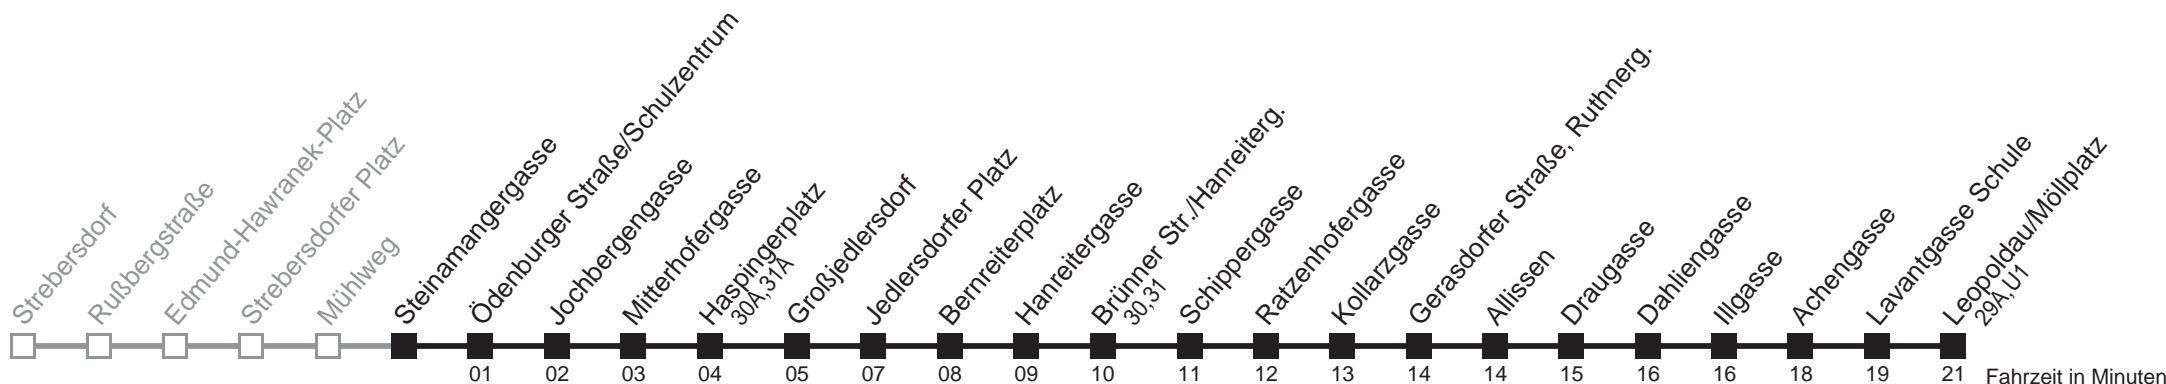 Strebersdorf
Rußbergstraße
Edmund-Hawranek-Platz
Strebersdorfer Platz
Mühlweg
Steinamangergasse
Ödenburger Straße/Schulzentrum
Jochbergengasse
Mitterhofergasse
Haspingerplatz
30A,31A
Großjedlersdorf
Jedlersdorfer Platz
Bernreiterplatz
Hanreitergasse
Brünner Str./Hanreiterg.
30,31
Schippergasse
Ratzenhofergasse
Kollarzgasse
Gerasdorfer Straße, Ruthnerg.
Allissen
Draugasse
Dahliengasse
Illgasse
Achengasse
Lavantgasse Schule
Leopoldau/Möllplatz
29A,U1
01 02 03 04 05 07 08 09 10 11 12 13 14 14 15 16 16 18 19 21 Fahrzeit in Minuten